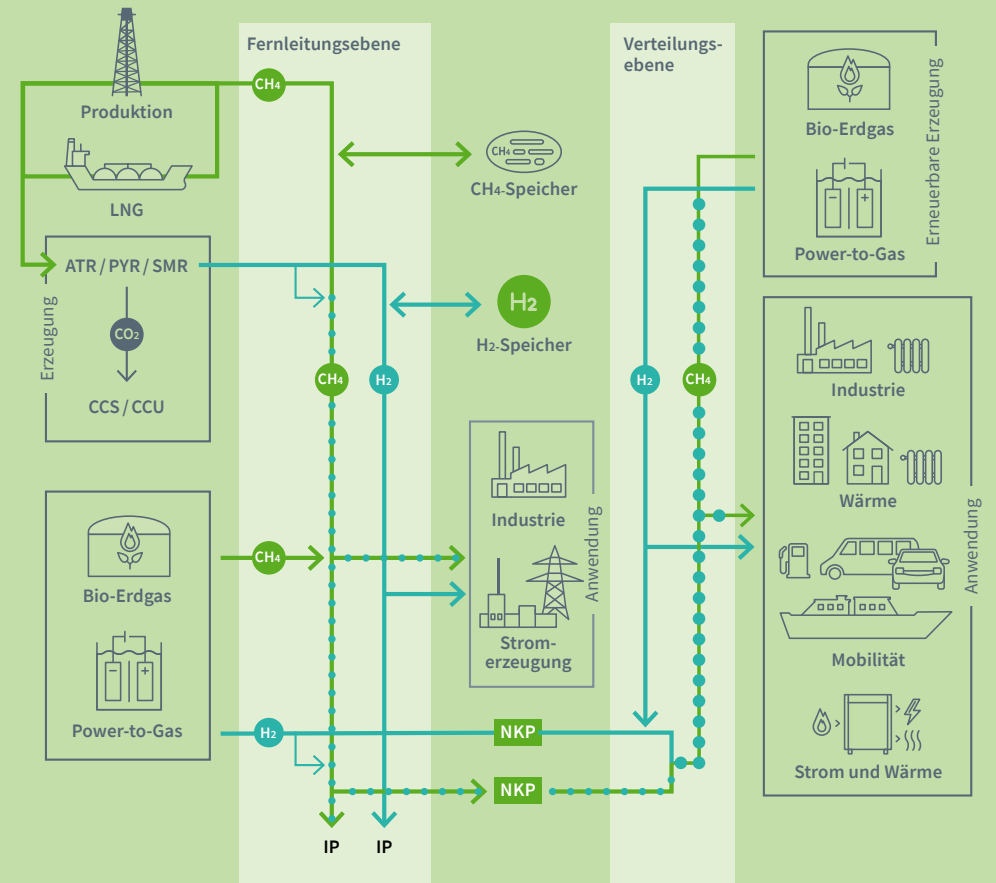 Fernleitungsebene
Verteilungs-
ebene
Produktion
LNG
CH4
CH4
CH4-Speicher
Bio-Erdgas
Power-to-Gas
Erneuerbare Erzeugung
ATR / PYR / SMR
CO2
CCS / CCU
Erzeugung
H2
H2-Speicher
CH4
H2
H2
CH4
Industrie
Wärme
Mobilität
Strom und Wärme
Anwendung
Industrie
Strom-
erzeugung
Anwendung
Bio-Erdgas
CH4
Power-to-Gas
H2
NKP
NKP
IP
IP